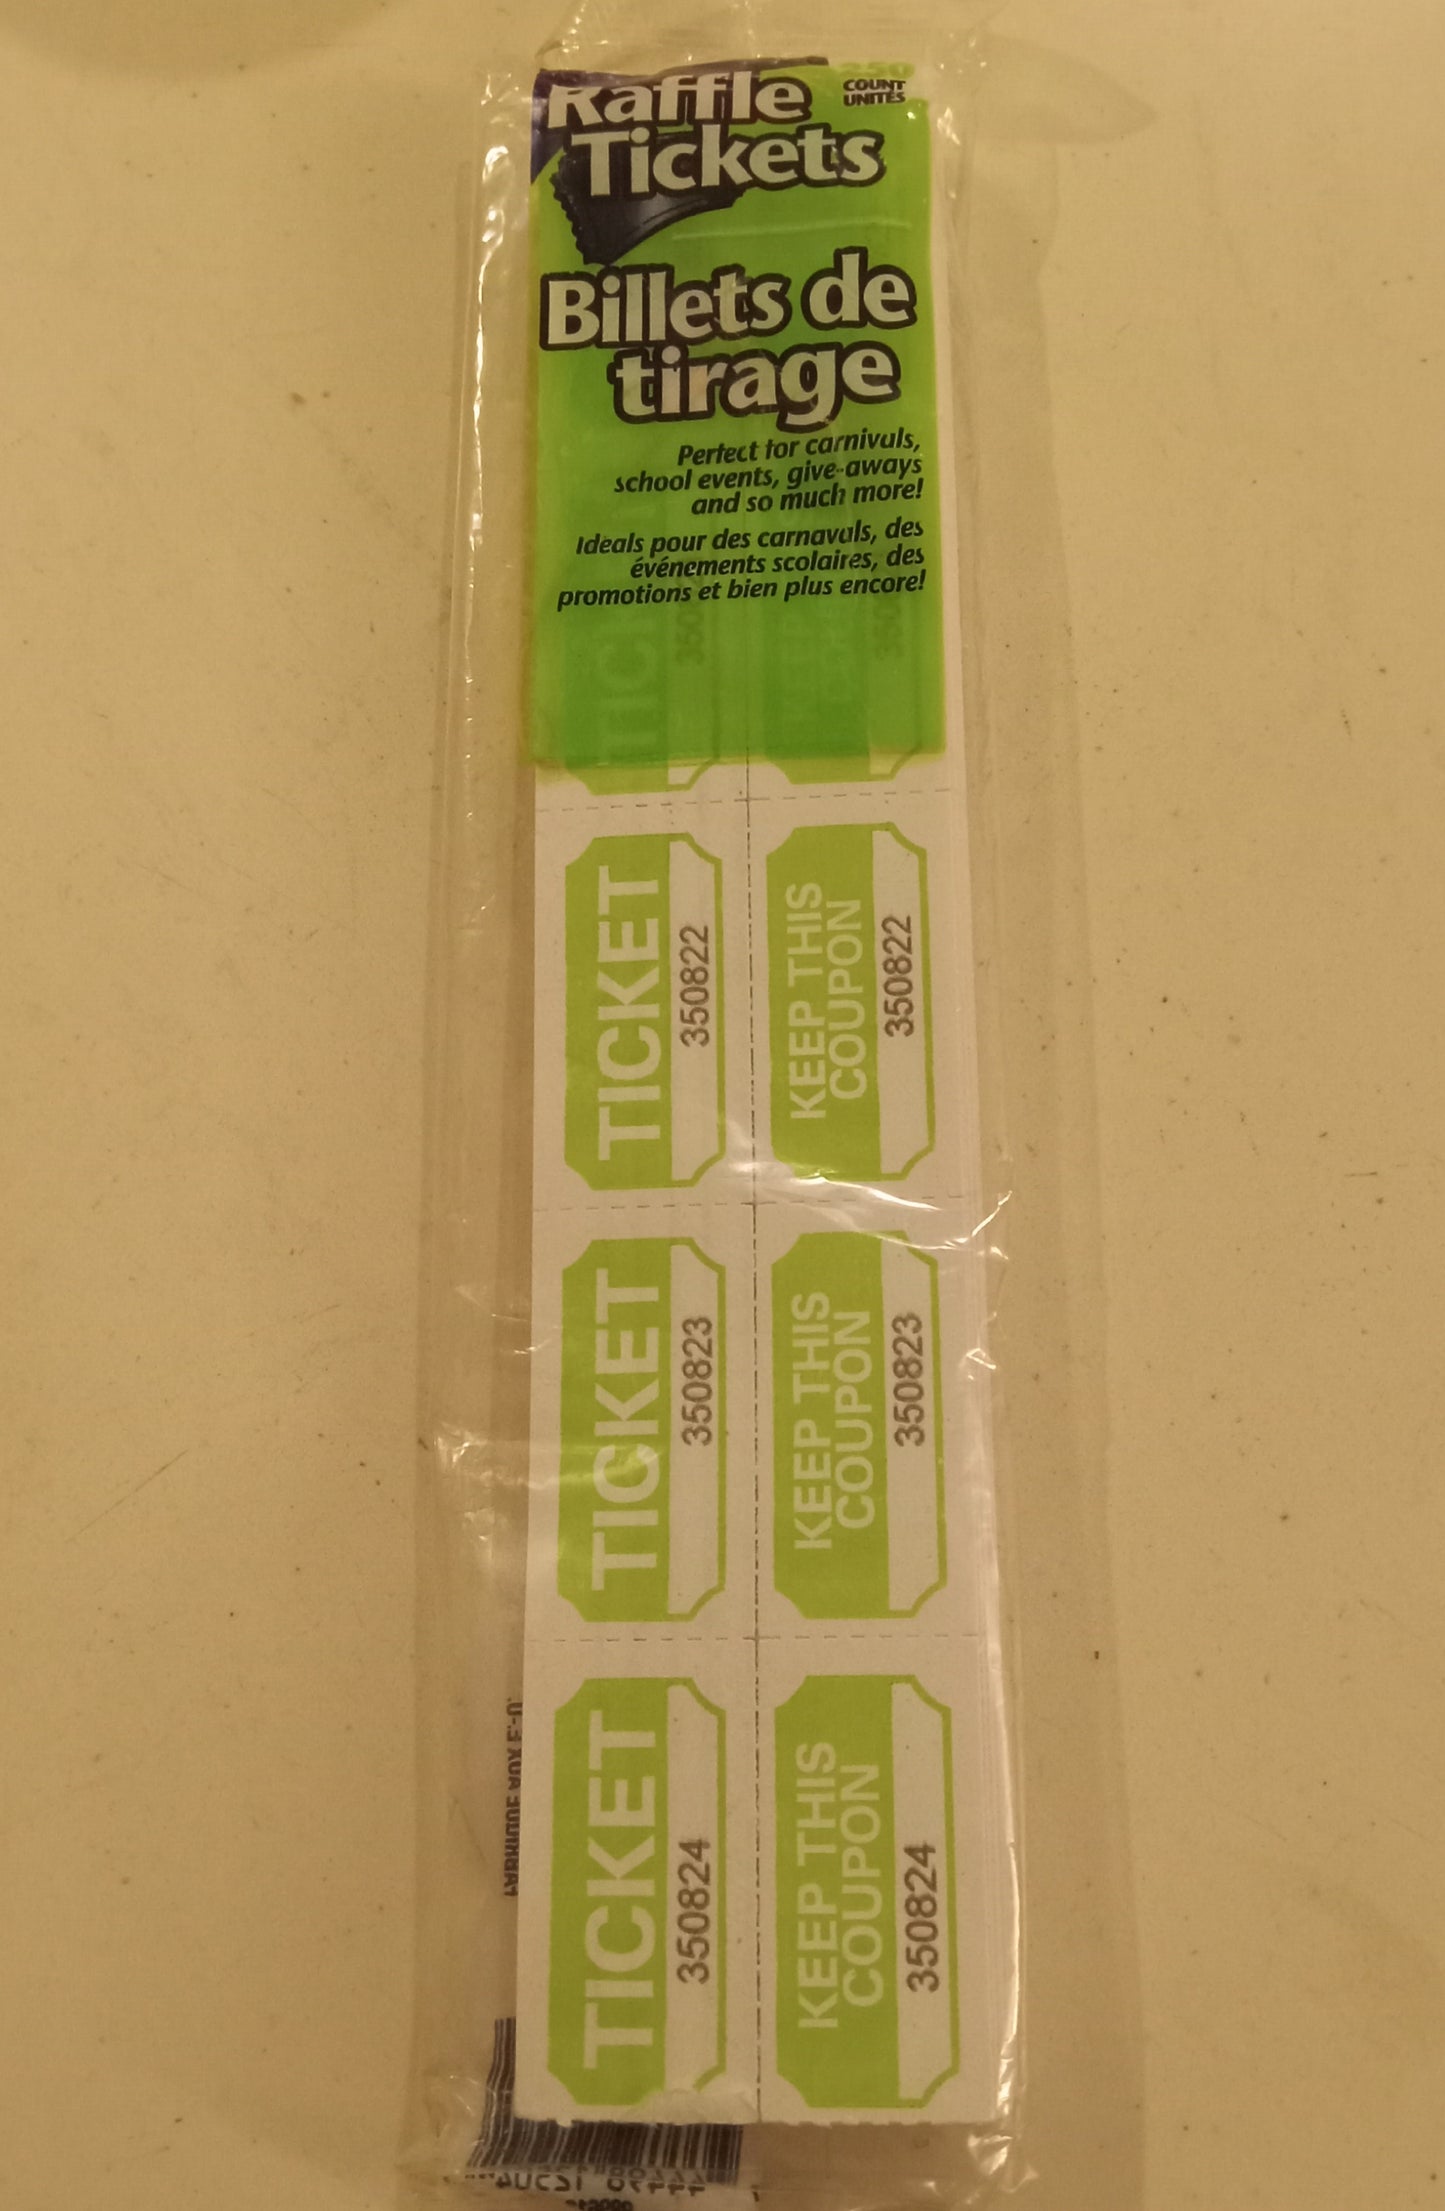 Raffle
Tickets
250
COUNT
UNITÉS
Billets de
tirage
Perfect for carnivals,
school events, give-aways
and so much more!
Idéals pour des carnavals, des
événements scolaires, des
promotions et bien plus encore!
TICKET
350822
KEEP THIS
COUPON
350822
TICKET
350823
KEEP THIS
COUPON
350823
TICKET
350824
KEEP THIS
COUPON
350824